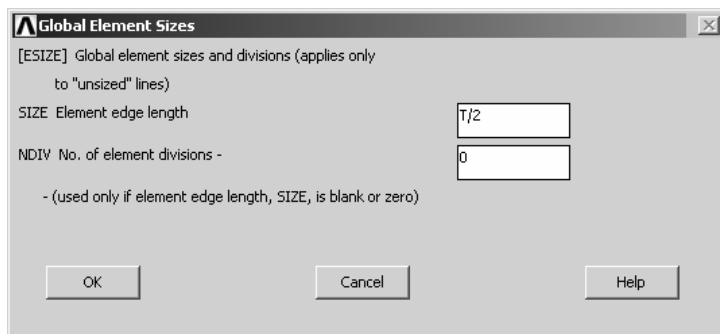 Global Element Sizes
[ESIZE] Global element sizes and divisions (applies only
to "unsized" lines)
SIZE Element edge length
T/2
NDIV No. of element divisions -
0
- (used only if element edge length, SIZE, is blank or zero)
OK
Cancel
Help